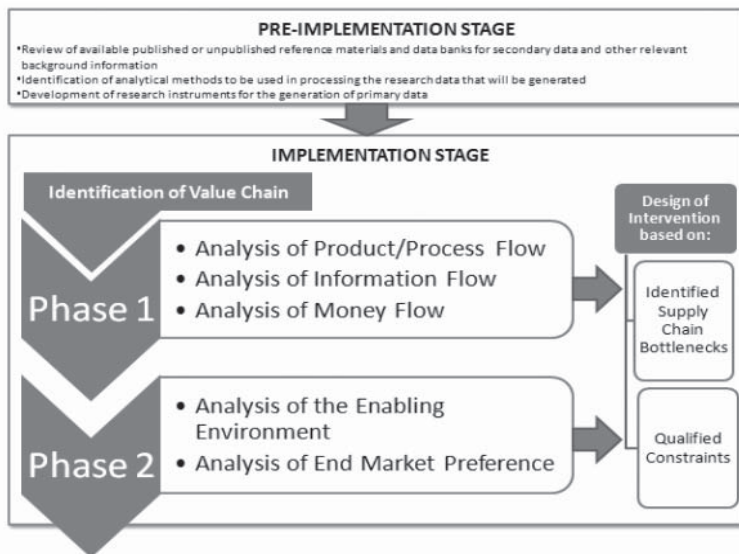 PRE-IMPLEMENTATION STAGE
•Review of available published or unpublished reference materials and data banks for secondary data and other relevant
background information
•Identification of analytical methods to be used in processing the research data that will be generated
•Development of research instruments for the generation of primary data
IMPLEMENTATION STAGE
Identification of Value Chain
Phase 1
• Analysis of Product/Process Flow
• Analysis of Information Flow
• Analysis of Money Flow
Phase 2
• Analysis of the Enabling
Environment
• Analysis of End Market Preference
Design of
Intervention
based on:
Identified
Supply
Chain
Bottlenecks
Qualified
Constraints